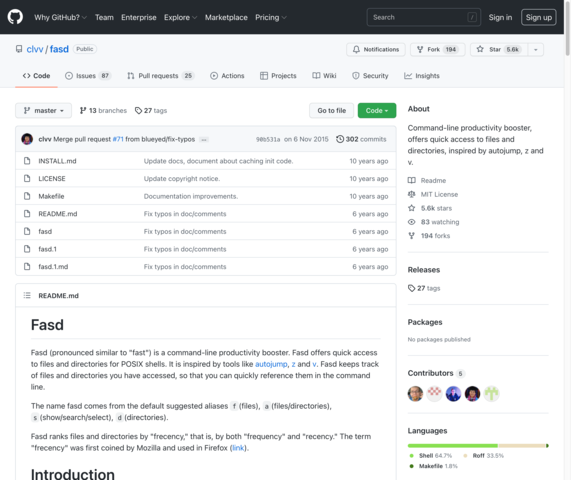 Why GitHub? Team Enterprise Explore Marketplace Pricing Search / Sign in Sign up
clvv / fasd Public Notifications Fork 194 Star 5.6k
Code Issues 87 Pull requests 25 Actions Projects Wiki Security Insights
master 13 branches 27 tags Go to file Code
clvv Merge pull request #71 from blueyed/fix-typos ... 90b531a on 6 Nov 2015 302 commits
INSTALL.md Update docs, document about caching init code. 10 years ago
LICENSE Update copyright notice. 10 years ago
Makefile Documentation improvements. 10 years ago
README.md Fix typos in doc/comments 6 years ago
fasd Fix typos in doc/comments 6 years ago
fasd.1 Fix typos in doc/comments 6 years ago
fasd.1.md Fix typos in doc/comments 6 years ago
README.md
Fasd
Fasd (pronounced similar to "fast") is a command-line productivity booster. Fasd offers quick access
to files and directories for POSIX shells. It is inspired by tools like autojump, z and v. Fasd keeps track
of files and directories you have accessed, so that you can quickly reference them in the command
line.
The name fasd comes from the default suggested aliases f (files), a (files/directories),
s (show/search/select), d (directories).
Fasd ranks files and directories by "frecency," that is, by both "frequency" and "recency." The term
"frecency" was first coined by Mozilla and used in Firefox (link).
Introduction
About
Command-line productivity booster,
offers quick access to files and
directories, inspired by autojump, z and
v.
Readme
MIT License
5.6k stars
83 watching
194 forks
Releases
27 tags
Packages
No packages published
Contributors 5
Languages
Shell 64.7% Roff 33.5%
Makefile 1.8%